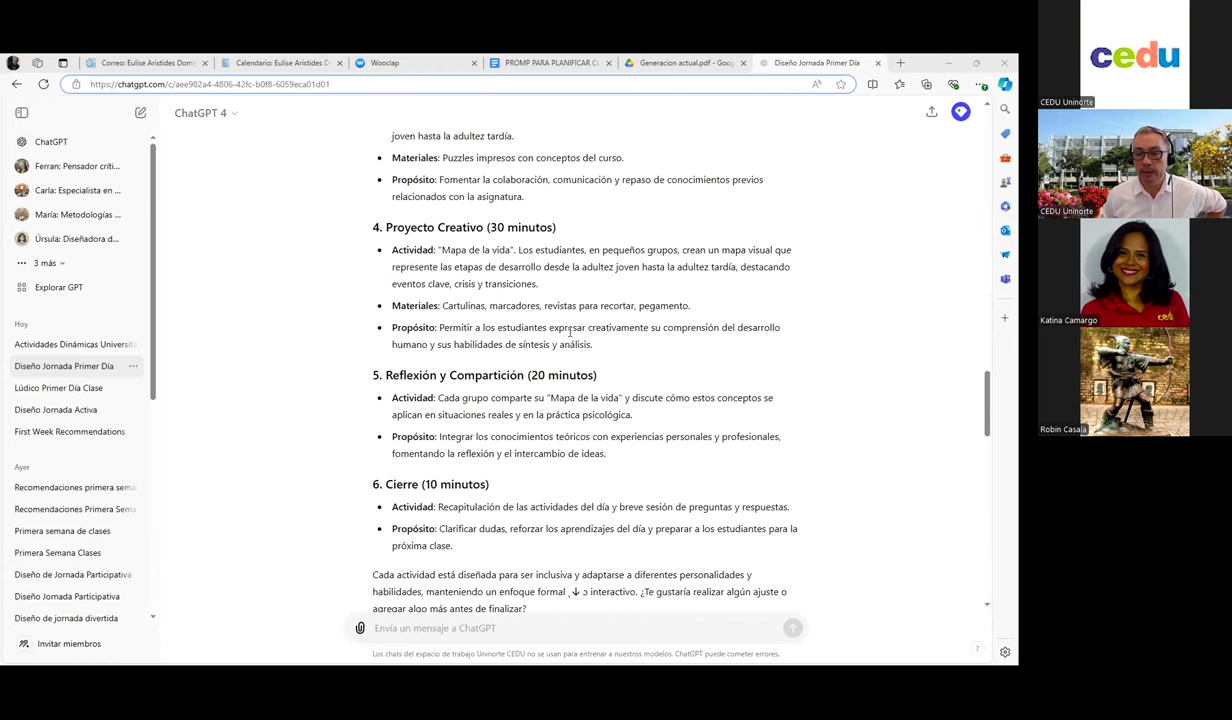 Correo: Eulise Aristides Dom
Calendario: Eulise Aristides D
Wooclap
PROMP PARA PLANIFICAR CL
Generacion actual.pdf - Goog
Diseño Jornada Primer Día
https://chatgpt.com/c/aee982a4-4806-42fc-b0f8-6059eca01d01
ChatGPT 4
ChatGPT
Ferran: Pensador críti...
Carla: Especialista en ...
María: Metodologías ...
Úrsula: Diseñadora d...
3 más
Explorar GPT
Hoy
Actividades Dinámicas Universita
Diseño Jornada Primer Día
Lúdico Primer Día Clase
Diseño Jornada Activa
First Week Recommendations
Ayer
Recomendaciones primera sema
Recomendaciones Primera Sema
Primera semana de clases
Primera Semana Clases
Diseño de Jornada Participativa
Diseño Jornada Participativa
Diseño de jornada divertida
Invitar miembros
joven hasta la adultez tardía.
• Materiales: Puzzles impresos con conceptos del curso.
• Propósito: Fomentar la colaboración, comunicación y repaso de conocimientos previos
relacionados con la asignatura.
4. Proyecto Creativo (30 minutos)
• Actividad: "Mapa de la vida". Los estudiantes, en pequeños grupos, crean un mapa visual que
represente las etapas de desarrollo desde la adultez joven hasta la adultez tardía, destacando
eventos clave, crisis y transiciones.
• Materiales: Cartulinas, marcadores, revistas para recortar, pegamento.
• Propósito: Permitir a los estudiantes expresar creativamente su comprensión del desarrollo
humano y sus habilidades de síntesis y análisis.
5. Reflexión y Compartición (20 minutos)
• Actividad: Cada grupo comparte su "Mapa de la vida" y discute cómo estos conceptos se
aplican en situaciones reales y en la práctica psicológica.
• Propósito: Integrar los conocimientos teóricos con experiencias personales y profesionales,
fomentando la reflexión y el intercambio de ideas.
6. Cierre (10 minutos)
• Actividad: Recapitulación de las actividades del día y breve sesión de preguntas y respuestas.
• Propósito: Clarificar dudas, reforzar los aprendizajes del día y preparar a los estudiantes para la
próxima clase.
Cada actividad está diseñada para ser inclusiva y adaptarse a diferentes personalidades y
habilidades, manteniendo un enfoque formal o interactivo. ¿Te gustaría realizar algún ajuste o
agregar algo más antes de finalizar?
Envía un mensaje a ChatGPT
Los chats del espacio de trabajo Uninorte CEDU no se usan para entrenar a nuestros modelos. ChatGPT puede cometer errores.
?
cedu
CEDU Uninorte
CEDU Uninorte
Katina Camargo
Robin Casala